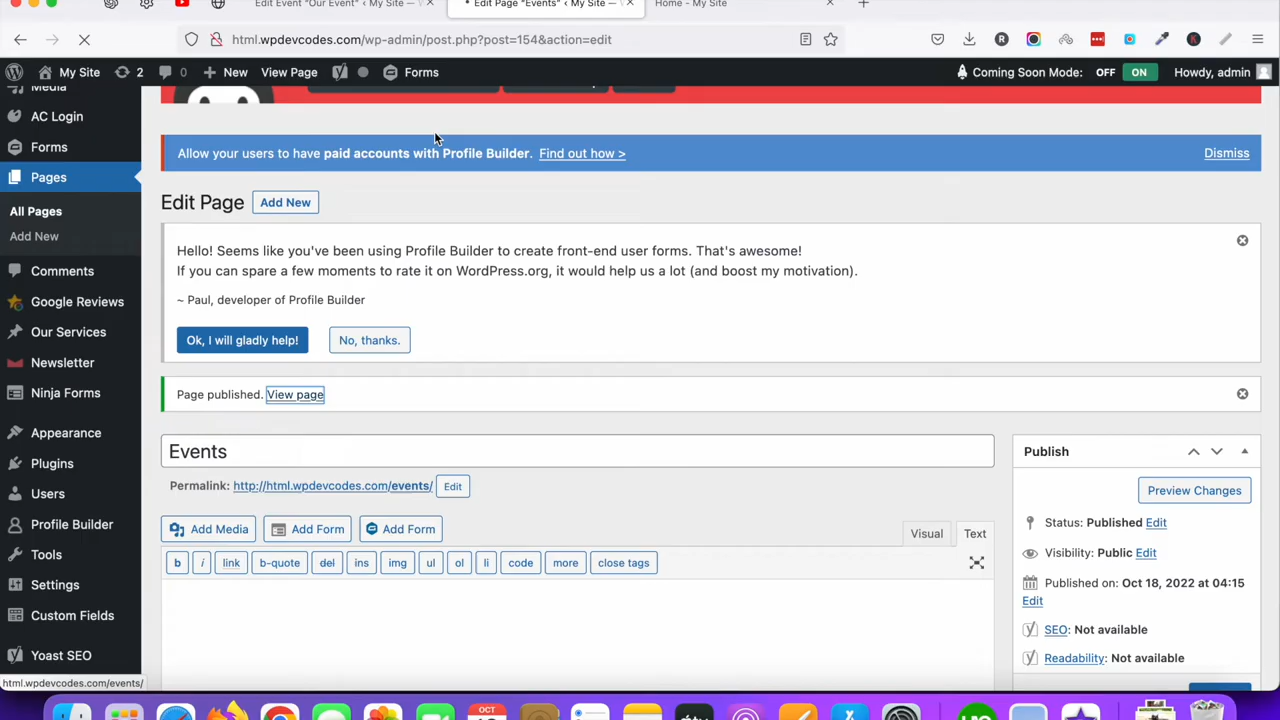 Edit Event "Our Event" ‹ My Site —
Edit Page "Events" ‹ My Site —
Home - My Site
html.wpdevcodes.com/wp-admin/post.php?post=154&action=edit
My Site 2 0 New View Page Forms Coming Soon Mode: OFF ON Howdy, admin
Media
AC Login
Forms
Pages
All Pages
Add New
Comments
Google Reviews
Our Services
Newsletter
Ninja Forms
Appearance
Plugins
Users
Profile Builder
Tools
Settings
Custom Fields
Yoast SEO
html.wpdevcodes.com/events/
Allow your users to have paid accounts with Profile Builder. Find out how > Dismiss
Edit Page Add New
Hello! Seems like you've been using Profile Builder to create front-end user forms. That's awesome!
If you can spare a few moments to rate it on WordPress.org, it would help us a lot (and boost my motivation).
~ Paul, developer of Profile Builder
Ok, I will gladly help! No, thanks.
Page published. View page
Events
Permalink: http://html.wpdevcodes.com/events/ Edit
Add Media Add Form Add Form
Visual Text
b i link b-quote del ins img ul ol li code more close tags
Publish
Preview Changes
Status: Published Edit
Visibility: Public Edit
Published on: Oct 18, 2022 at 04:15
Edit
SEO: Not available
Readability: Not available
OCT